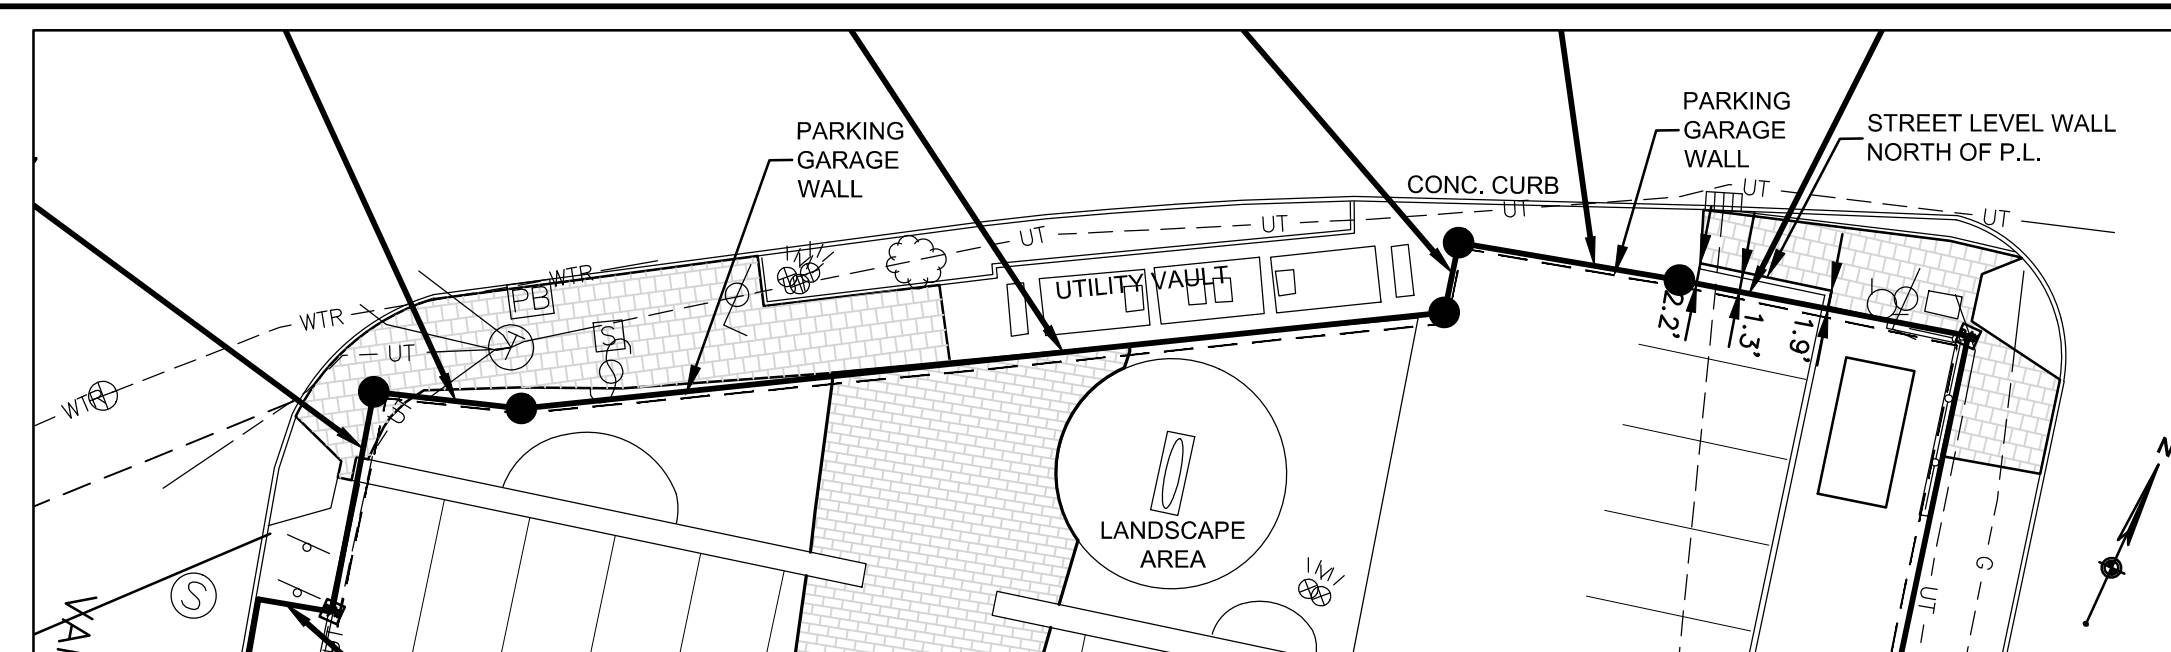 PARKING
GARAGE
WALL
PARKING
GARAGE
WALL
STREET LEVEL WALL
NORTH OF P.L.
CONC. CURB
UT
UT
UT
UT
UT
WTR
WTR
WTR
PB
S
UT
UTILITY VAULT
2.2'
1.3'
1.9'
LANDSCAPE
AREA
S
G
UT
N